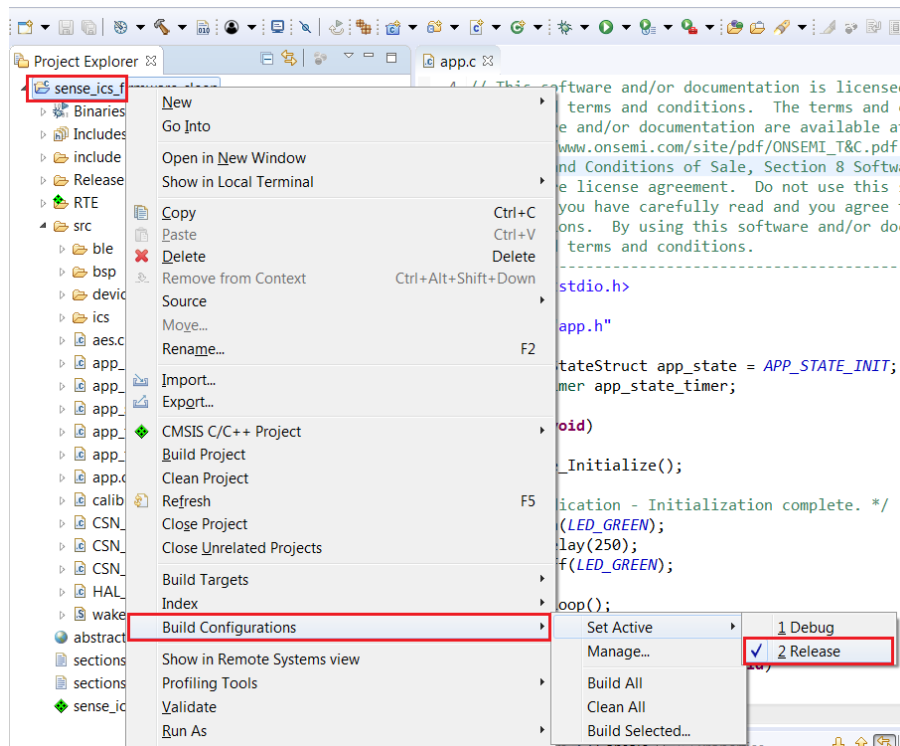 Project Explorer
app.c
sense_ics_firmware_clean
Binaries
Includes
include
Release
RTE
src
ble
bsp
devic
ics
aes.c
app_
app_
app_
app_
app_
app.c
calib
CSN_
CSN_
CSN_
HAL_
wake
abstract
sections
sections
sense_ic
New
Go Into
Open in New Window
Show in Local Terminal
Copy Ctrl+C
Paste Ctrl+V
Delete Delete
Remove from Context Ctrl+Alt+Shift+Down
Source
Move...
Rename... F2
Import...
Export...
CMSIS C/C++ Project
Build Project
Clean Project
Refresh F5
Close Project
Close Unrelated Projects
Build Targets
Index
Build Configurations
Show in Remote Systems view
Profiling Tools
Validate
Run As
Set Active
Manage...
Build All
Clean All
Build Selected...
1 Debug
2 Release
4 // This software and/or documentation is licensed
terms and conditions. The terms and
e and/or documentation are available a
www.onsemi.com/site/pdf/ONSEMI_T&C.pdf
nd Conditions of Sale, Section 8 Softwa
e license agreement. Do not use this
you have carefully read and you agree
ons. By using this software and/or do
terms and conditions.
stdio.h>
app.h"
tateStruct app_state = APP_STATE_INIT;
mer app_state_timer;
oid)
_Initialize();
ication - Initialization complete. */
(LED_GREEN);
lay(250);
ff(LED_GREEN);
oop();